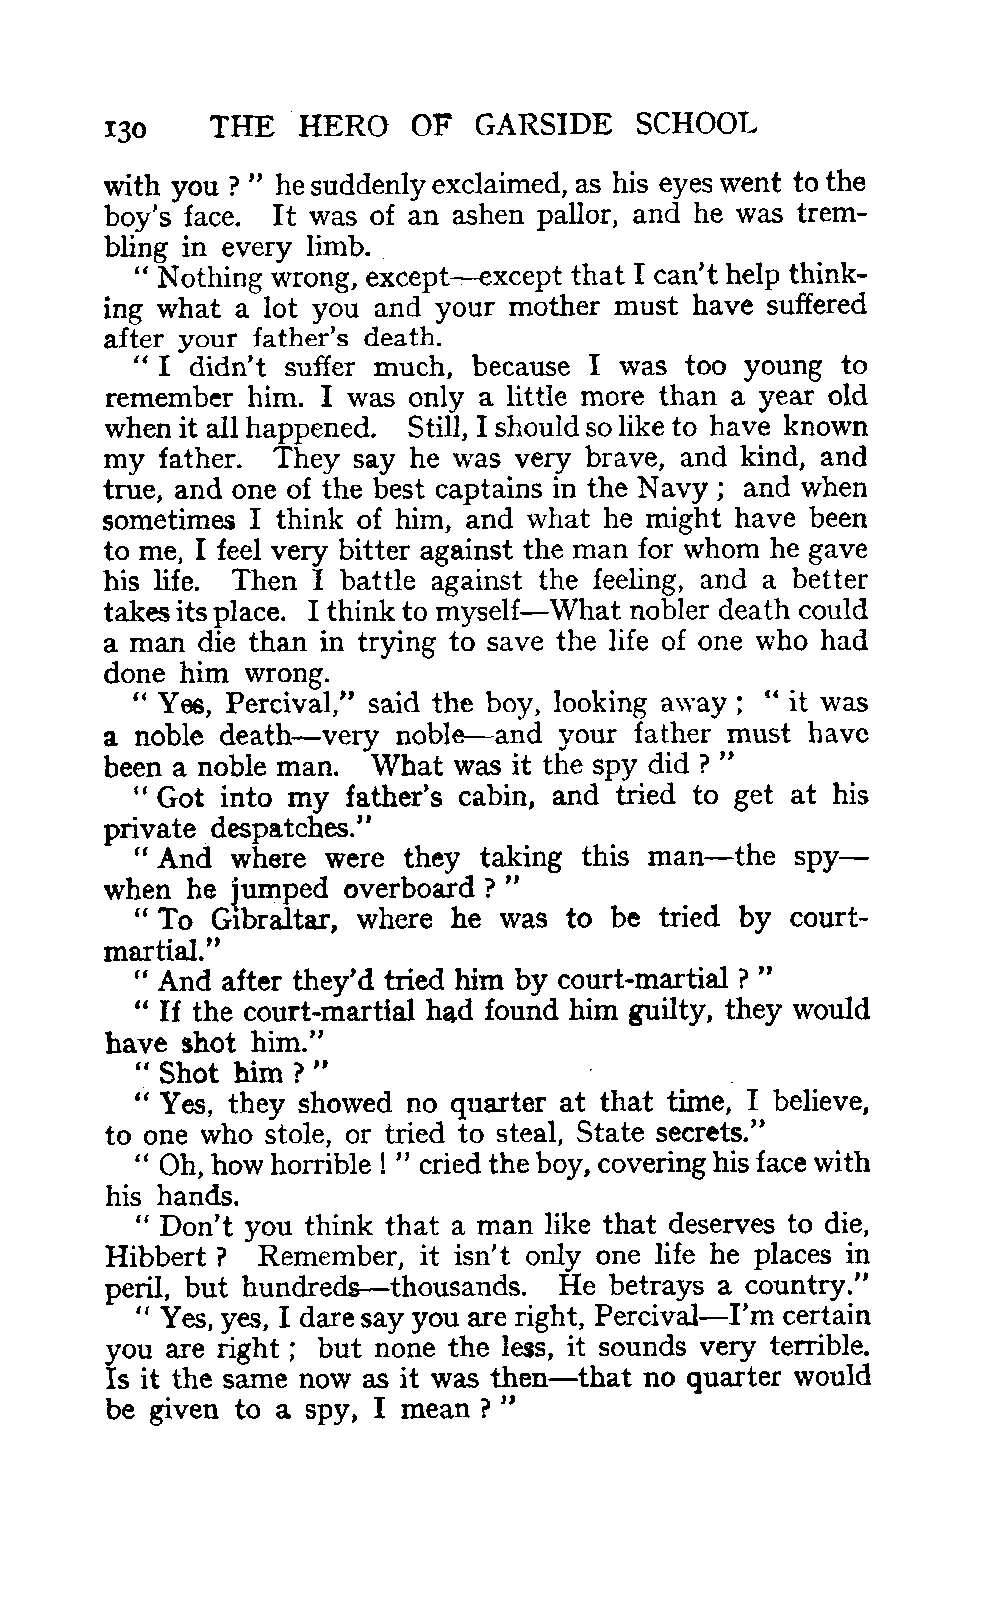 130 THE HERO OF GARSIDE SCHOOL
with you ? " he suddenly exclaimed, as his eyes went to the
boy's face. It was of an ashen pallor, and he was trem-
bling in every limb.
" Nothing wrong, except—except that I can't help think-
ing what a lot you and your mother must have suffered
after your father's death.
" I didn't suffer much, because I was too young to
remember him. I was only a little more than a year old
when it all happened. Still, I should so like to have known
my father. They say he was very brave, and kind, and
true, and one of the best captains in the Navy ; and when
sometimes I think of him, and what he might have been
to me, I feel very bitter against the man for whom he gave
his life. Then I battle against the feeling, and a better
takes its place. I think to myself—What nobler death could
a man die than in trying to save the life of one who had
done him wrong.
" Yes, Percival," said the boy, looking away ; " it was
a noble death—very noble—and your father must have
been a noble man. What was it the spy did ? "
" Got into my father's cabin, and tried to get at his
private despatches."
" And where were they taking this man—the spy—
when he jumped overboard ? "
" To Gibraltar, where he was to be tried by court-
martial."
" And after they'd tried him by court-martial ? "
" If the court-martial had found him guilty, they would
have shot him."
" Shot him ? "
" Yes, they showed no quarter at that time, I believe,
to one who stole, or tried to steal, State secrets."
" Oh, how horrible ! " cried the boy, covering his face with
his hands.
" Don't you think that a man like that deserves to die,
Hibbert ? Remember, it isn't only one life he places in
peril, but hundreds—thousands. He betrays a country."
" Yes, yes, I dare say you are right, Percival—I'm certain
you are right ; but none the less, it sounds very terrible.
Is it the same now as it was then—that no quarter would
be given to a spy, I mean ? "